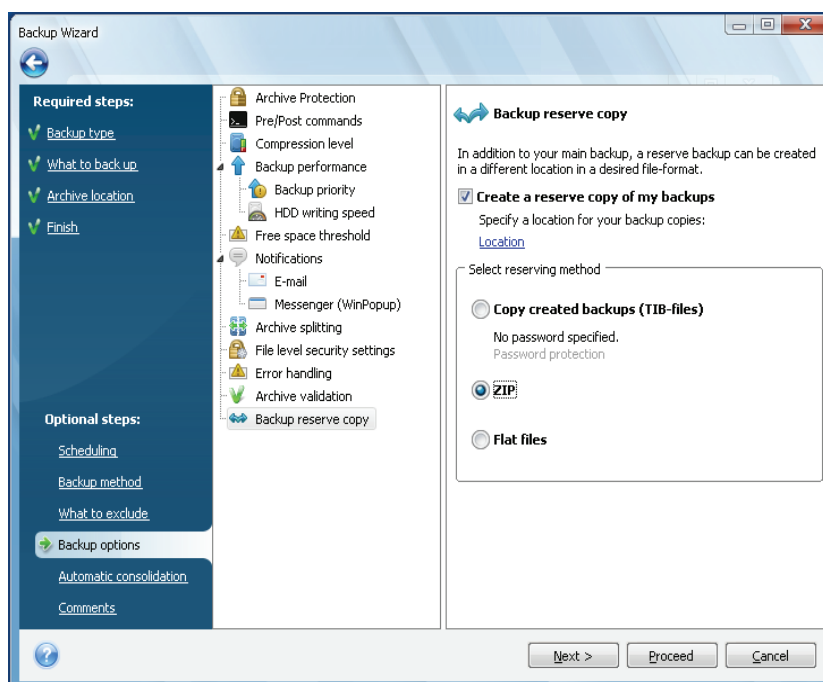 Backup Wizard
Required steps:
Backup type
What to back up
Archive location
Finish
Optional steps:
Scheduling
Backup method
What to exclude
Backup options
Automatic consolidation
Comments
Archive Protection
Pre/Post commands
Compression level
Backup performance
Backup priority
HDD writing speed
Free space threshold
Notifications
E-mail
Messenger (WinPopup)
Archive splitting
File level security settings
Error handling
Archive validation
Backup reserve copy
Backup reserve copy
In addition to your main backup, a reserve backup can be created
in a different location in a desired file-format.
Create a reserve copy of my backups
Specify a location for your backup copies:
Location
Select reserving method
Copy created backups (TIB-files)
No password specified.
Password protection
ZIP
Flat files
Next >
Proceed
Cancel